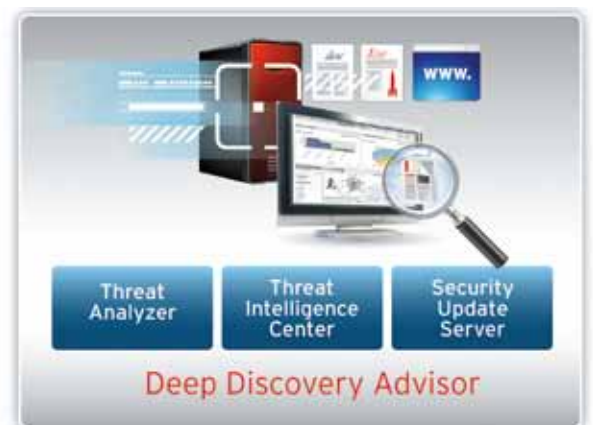 WWW.
Threat
Analyzer
Threat
Intelligence
Center
Security
Update
Server
Deep Discovery Advisor